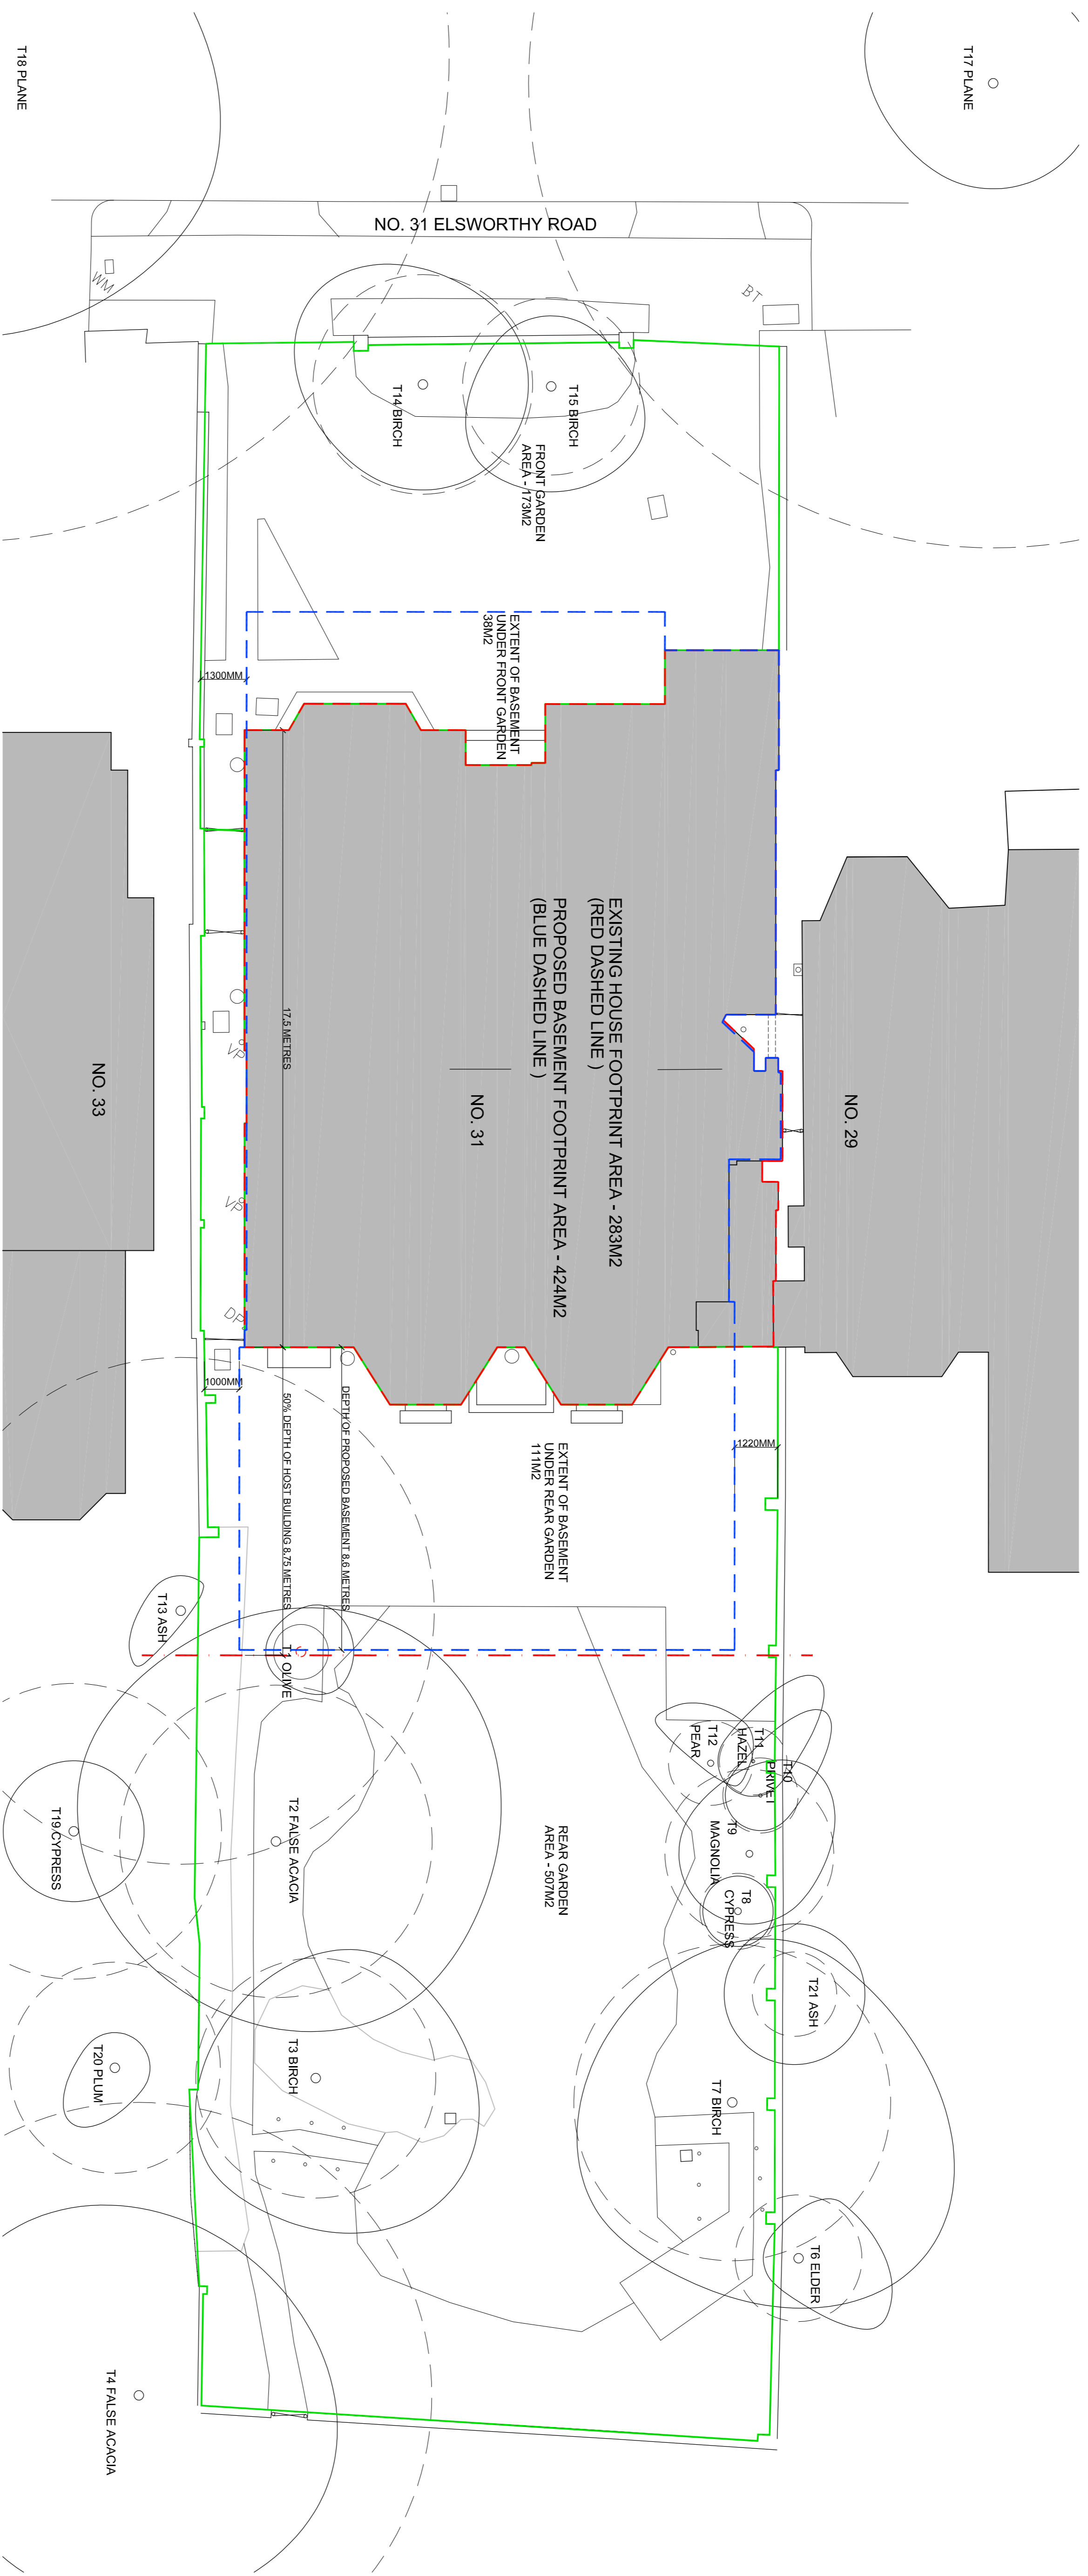 T18 PLANE
T17 PLANE
NO. 31 ELSWORTHY ROAD
WM
BT
T14 BIRCH
T15 BIRCH
FRONT GARDEN
AREA - 173M2
EXTENT OF BASEMENT
UNDER FRONT GARDEN
38M2
1300MM
EXISTING HOUSE FOOTPRINT AREA - 283M2
(RED DASHED LINE )
PROPOSED BASEMENT FOOTPRINT AREA - 424M2
(BLUE DASHED LINE )
17.5 METRES
VP
NO. 33
NO. 31
NO. 29
VP
DP
1000MM
50% DEPTH OF HOST BUILDING 8.75 METRES
DEPTH OF PROPOSED BASEMENT 8.6 METRES
EXTENT OF BASEMENT
UNDER REAR GARDEN
111M2
1220MM
T13 ASH
T1 OLIVE
T12
PEAR
T11
HAZEL
T10
PRIVET
T9
MAGNOLIA
T8
CYPRESS
T19 CYPRESS
T2 FALSE ACACIA
REAR GARDEN
AREA - 507M2
T21 ASH
T20 PLUM
T3 BIRCH
T7 BIRCH
T6 ELDER
T4 FALSE ACACIA